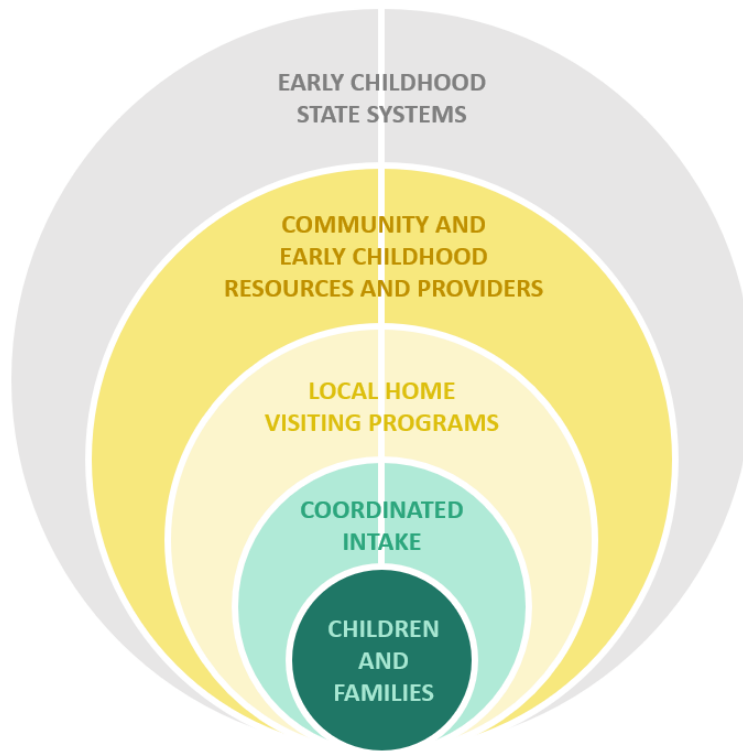 EARLY CHILDHOOD
STATE SYSTEMS
COMMUNITY AND
EARLY CHILDHOOD
RESOURCES AND PROVIDERS
LOCAL HOME
VISITING PROGRAMS
COORDINATED
INTAKE
CHILDREN
AND
FAMILIES